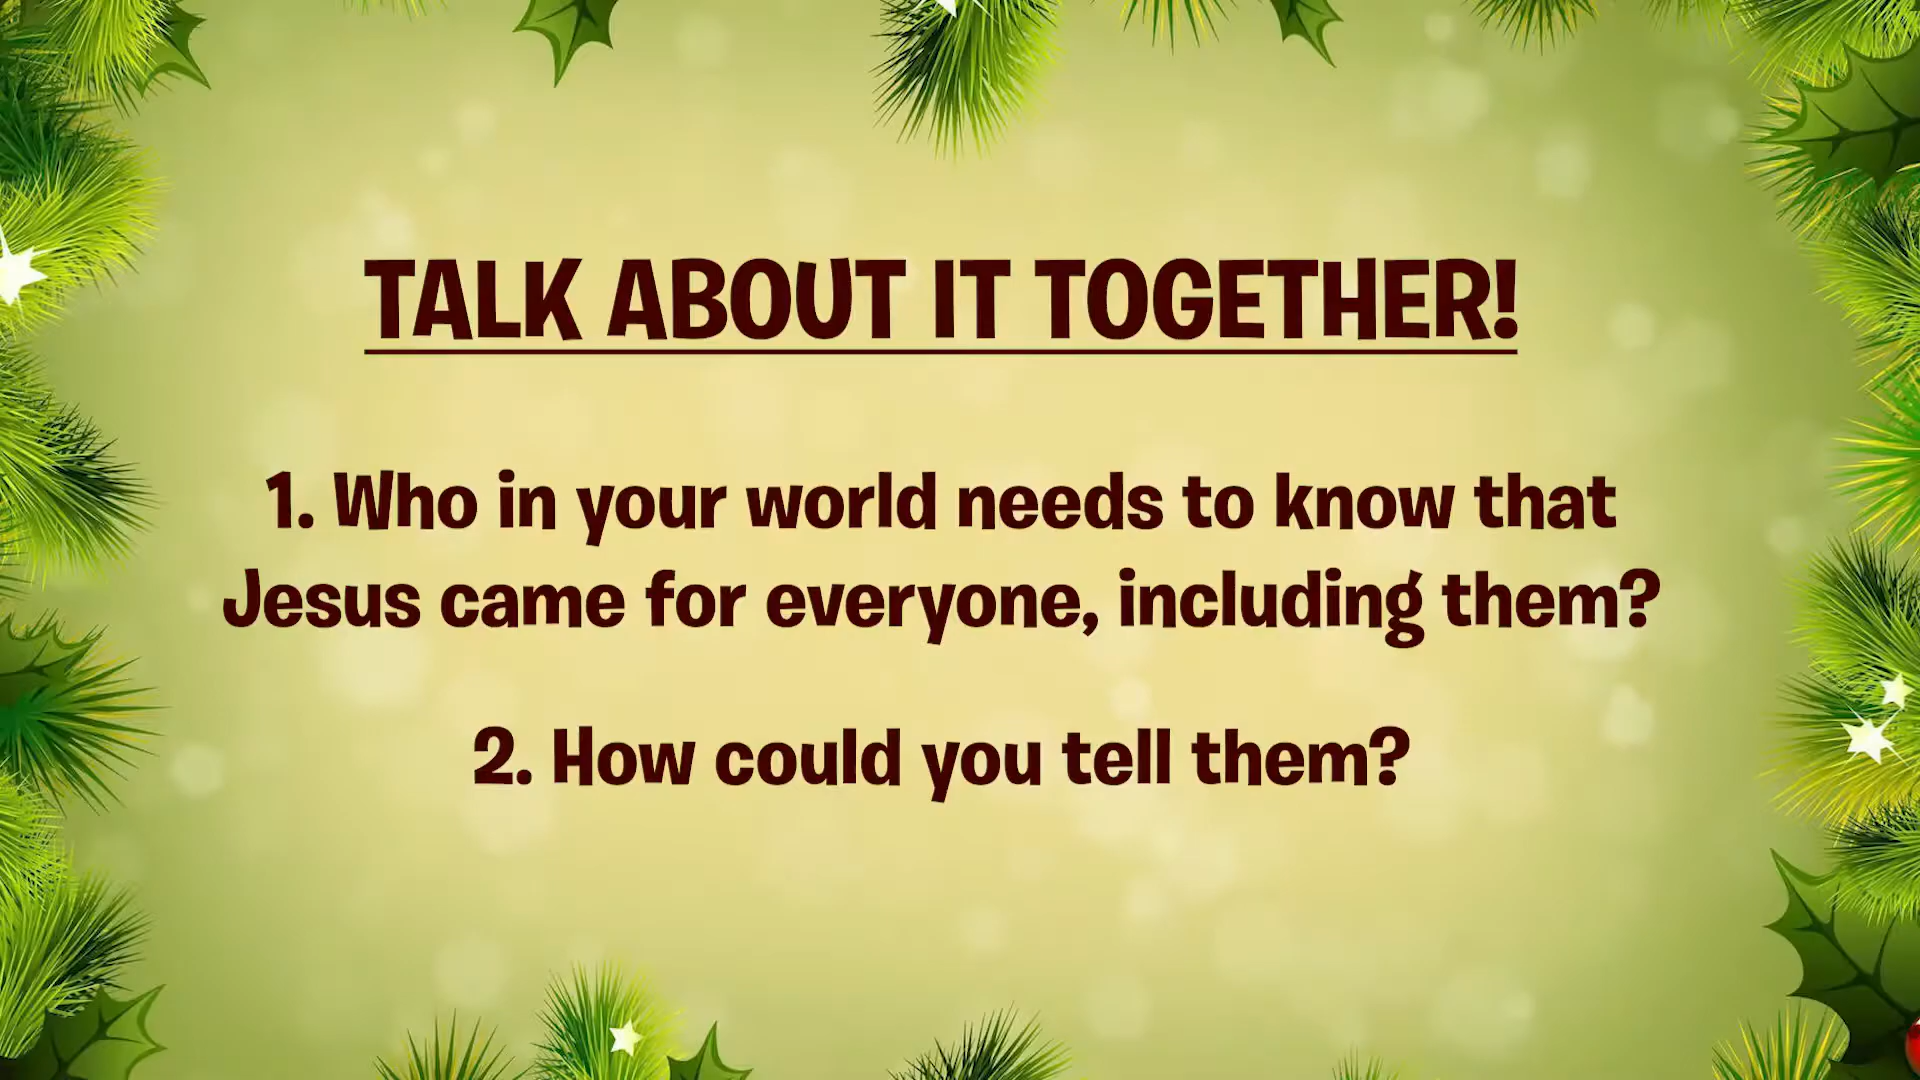 TALK ABOUT IT TOGETHER!
1. Who in your world needs to know that
Jesus came for everyone, including them?
2. How could you tell them?